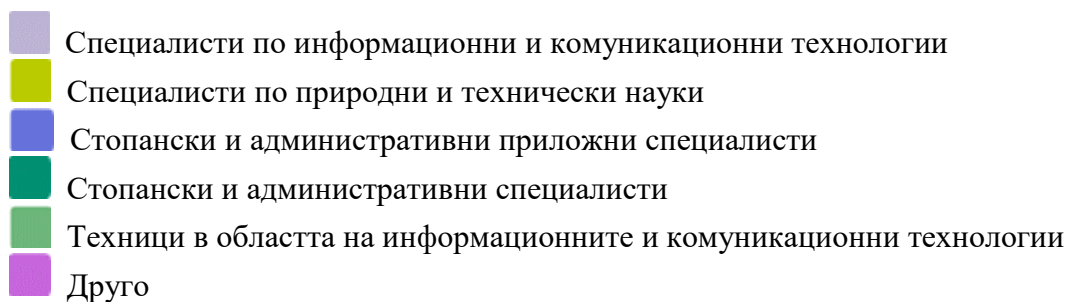 Специалисти по информационни и комуникационни технологии
Специалисти по природни и технически науки
Стопански и административни приложни специалисти
Стопански и административни специалисти
Техници в областта на информационните и комуникационни технологии
Друго